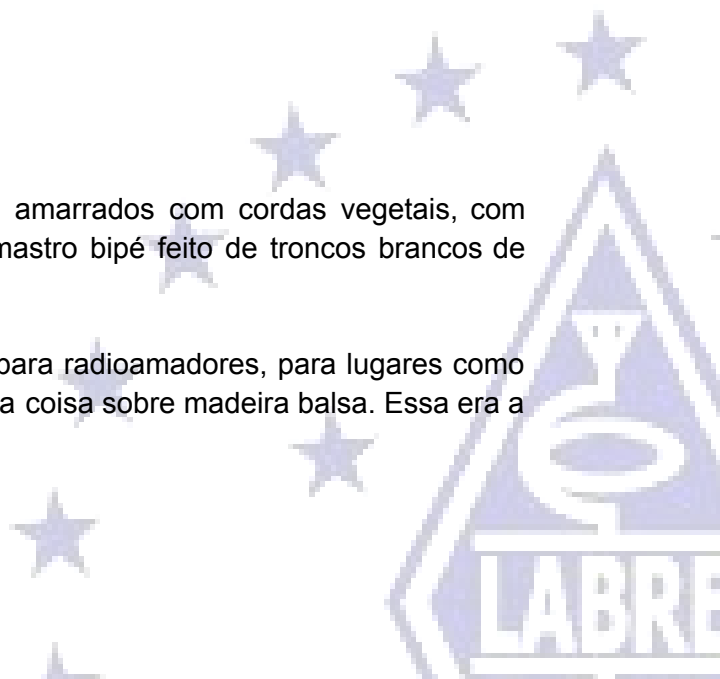 amarrados com cordas vegetais, com
mastro bipé feito de troncos brancos de
para radioamadores, para lugares como
a coisa sobre madeira balsa. Essa era a
LABRE